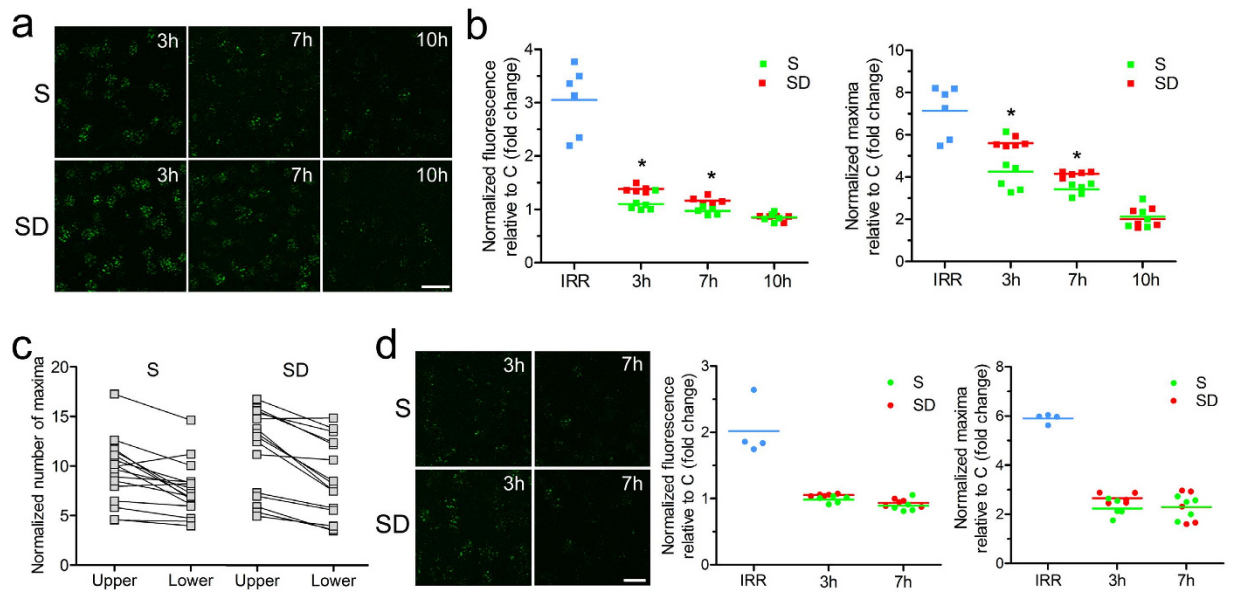 a
3h
7h
10h
S
3h
7h
10h
SD
b
Normalized fluorescence
relative to C (fold change)
4
3
2
1
0
S
SD
*
*
IRR
3h
7h
10h
Normalized maxima
relative to C (fold change)
10
8
6
4
2
0
S
SD
*
*
IRR
3h
7h
10h
c
Normalized number of maxima
20
15
10
5
0
S
SD
Upper
Lower
Upper
Lower
d
3h
7h
S
3h
7h
SD
Normalized fluorescence
relative to C (fold change)
3
2
1
0
S
SD
IRR
3h
7h
Normalized maxima
relative to C (fold change)
8
6
4
2
0
S
SD
IRR
3h
7h